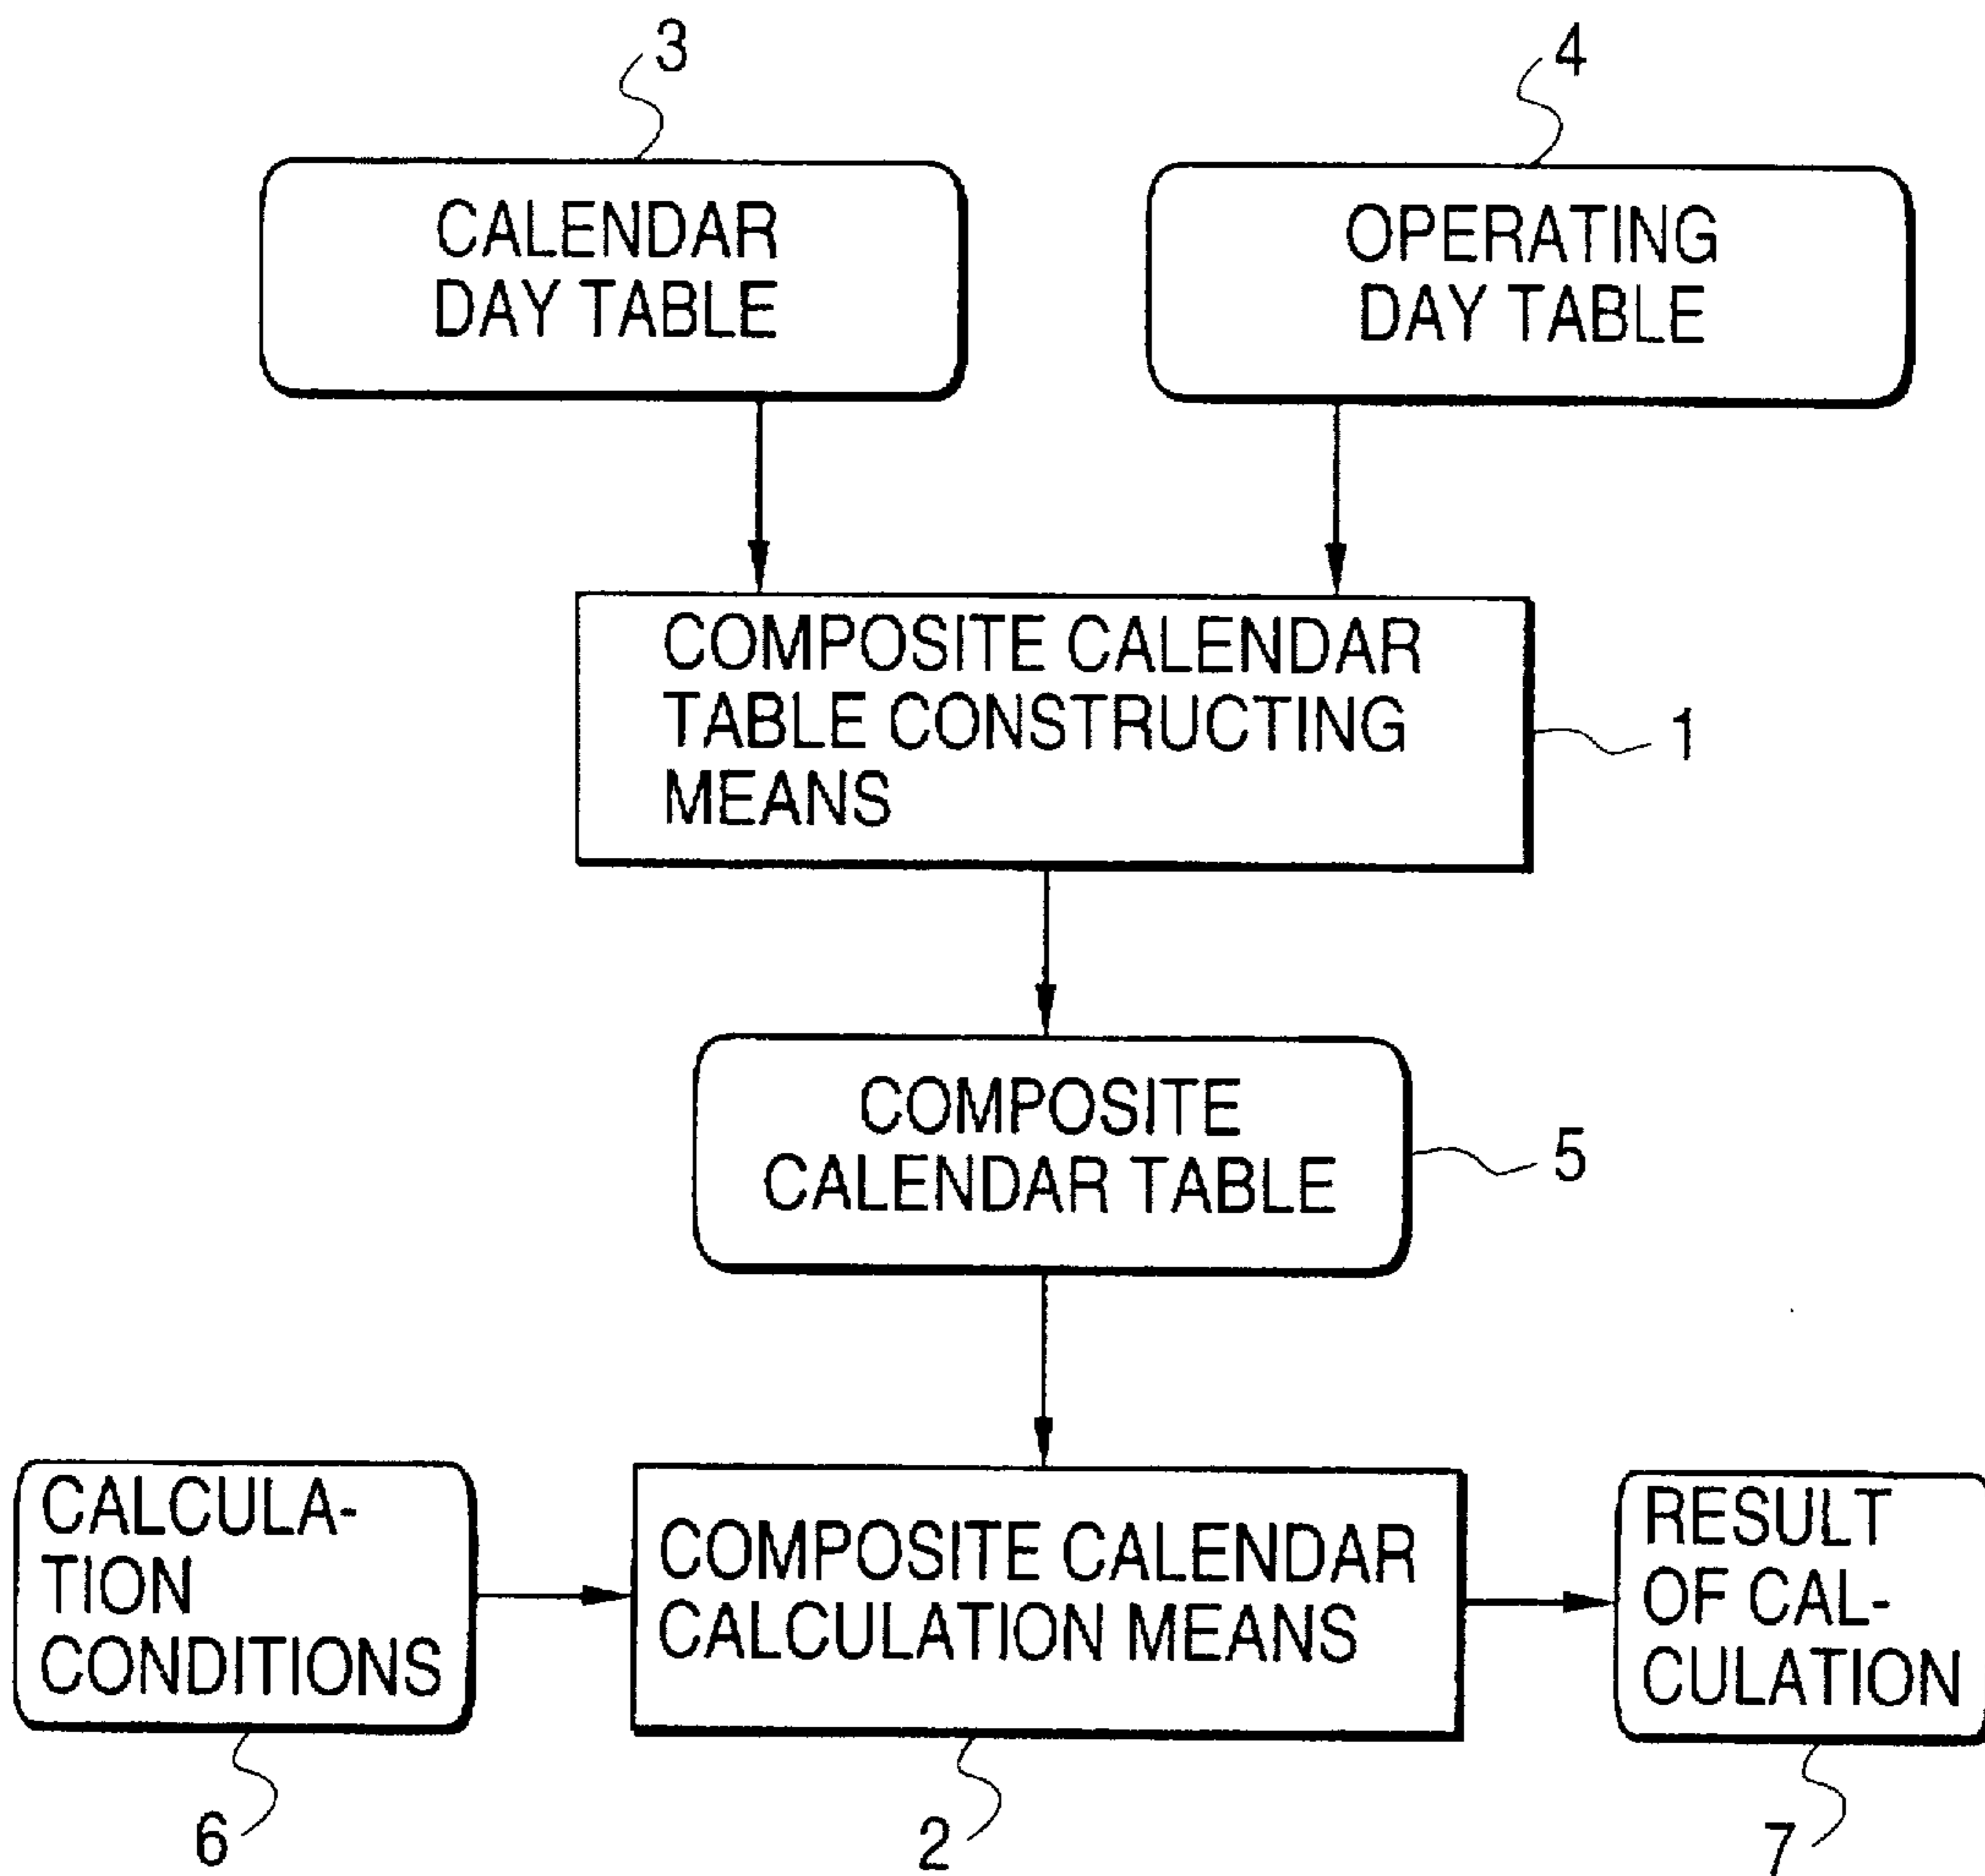 3
4
CALENDAR
DAY TABLE
OPERATING
DAY TABLE
COMPOSITE CALENDAR
TABLE CONSTRUCTING
MEANS
1
COMPOSITE
CALENDAR TABLE
5
CALCULA-
TION
CONDITIONS
COMPOSITE CALENDAR
CALCULATION MEANS
RESULT
OF CAL-
CULATION
6
2
7